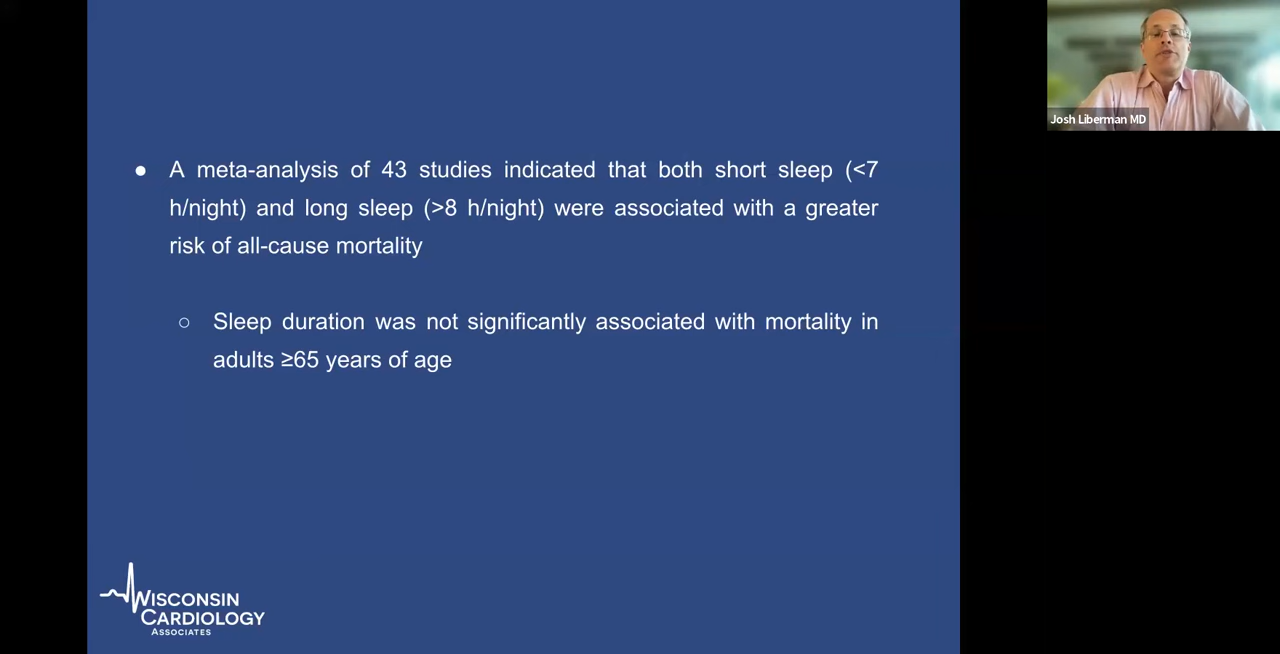 ● A meta-analysis of 43 studies indicated that both short sleep (<7
h/night) and long sleep (>8 h/night) were associated with a greater
risk of all-cause mortality
○ Sleep duration was not significantly associated with mortality in
adults ≥65 years of age
WISCONSIN
CARDIOLOGY
ASSOCIATES
Josh Liberman MD